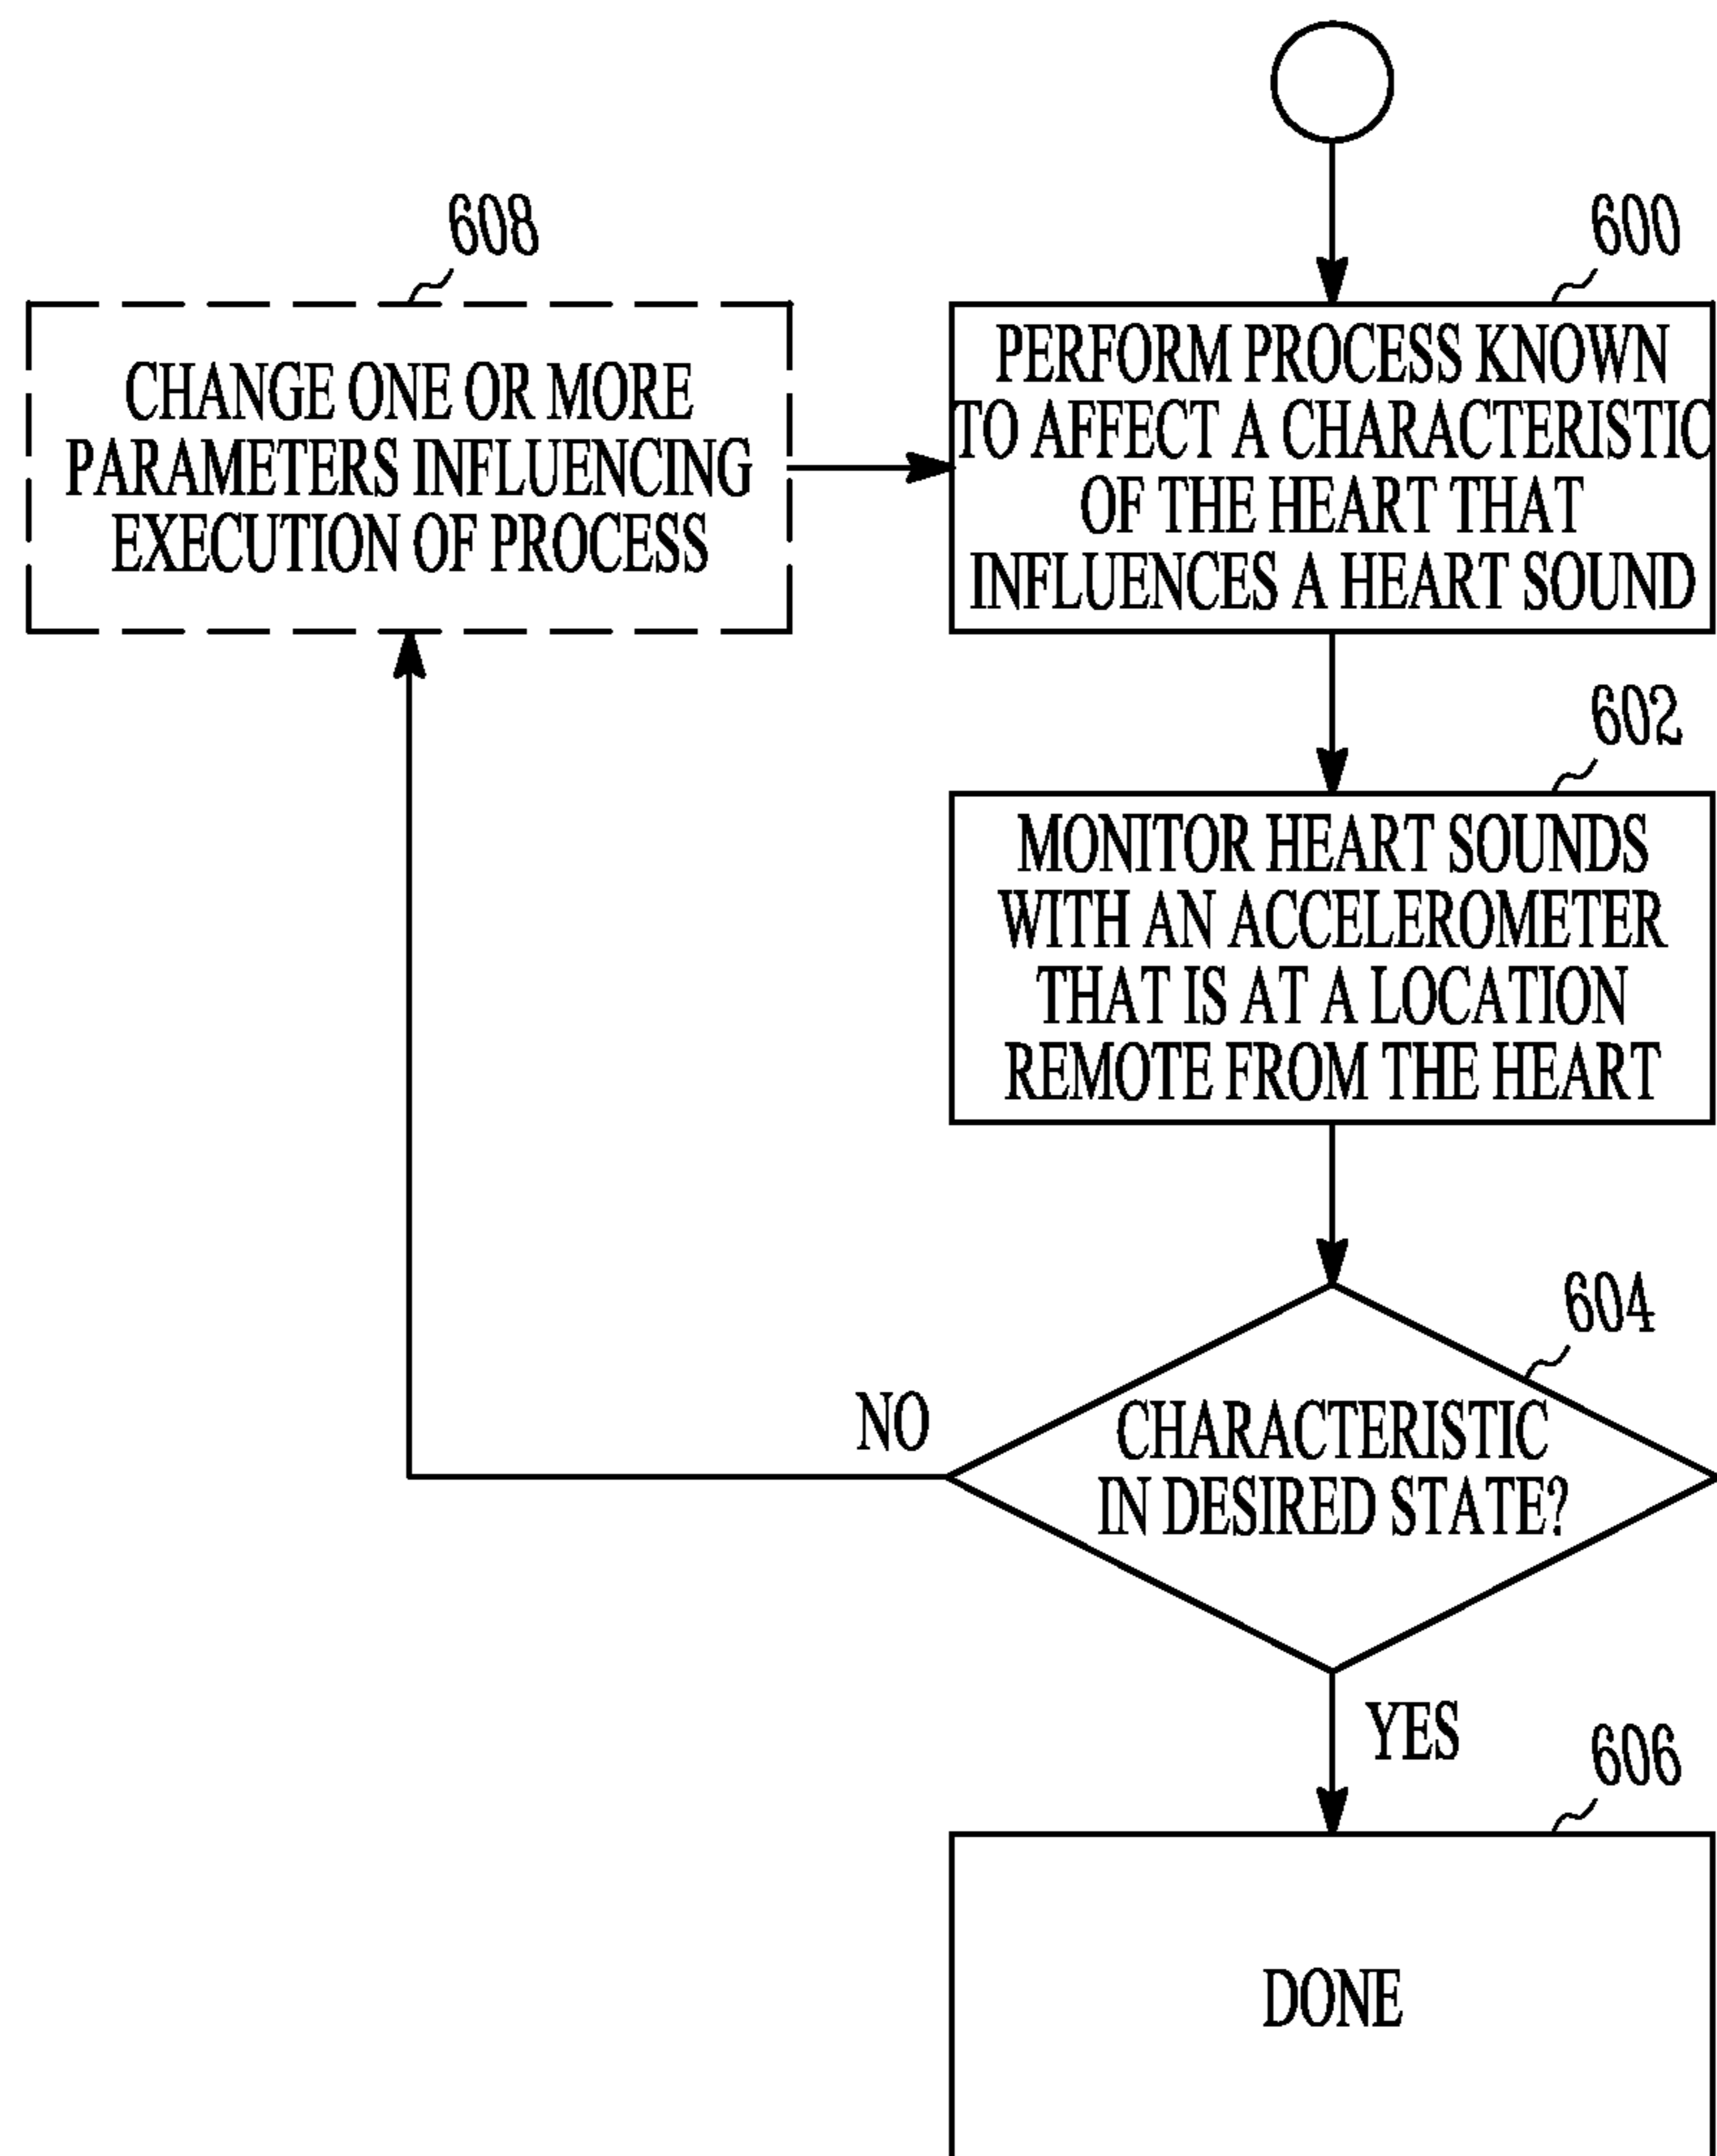 608
CHANGE ONE OR MORE
PARAMETERS INFLUENCING
EXECUTION OF PROCESS
600
PERFORM PROCESS KNOWN
TO AFFECT A CHARACTERISTIC
OF THE HEART THAT
INFLUENCES A HEART SOUND
602
MONITOR HEART SOUNDS
WITH AN ACCELEROMETER
THAT IS AT A LOCATION
REMOTE FROM THE HEART
604
CHARACTERISTIC
IN DESIRED STATE?
NO
YES
606
DONE